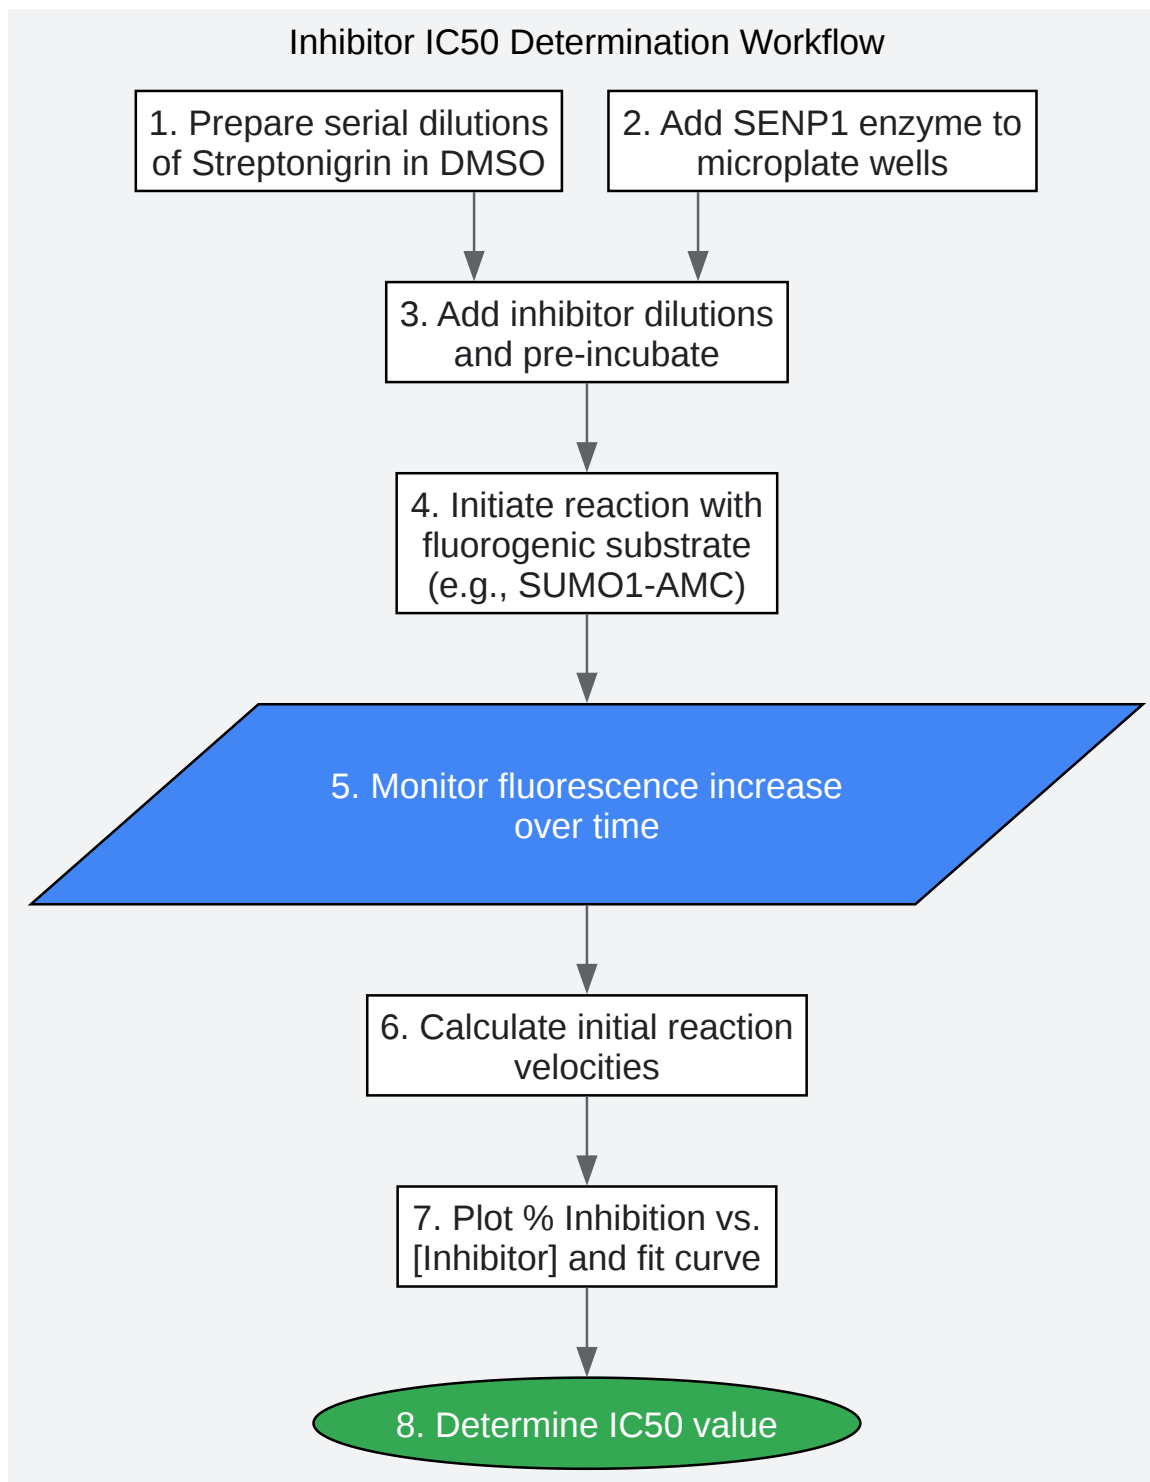 Inhibitor IC50 Determination Workflow
1. Prepare serial dilutions
of Streptonigrin in DMSO
2. Add SENP1 enzyme to
microplate wells
3. Add inhibitor dilutions
and pre-incubate
4. Initiate reaction with
fluorogenic substrate
(e.g., SUMO1-AMC)
5. Monitor fluorescence increase
over time
6. Calculate initial reaction
velocities
7. Plot % Inhibition vs.
[Inhibitor] and fit curve
8. Determine IC50 value